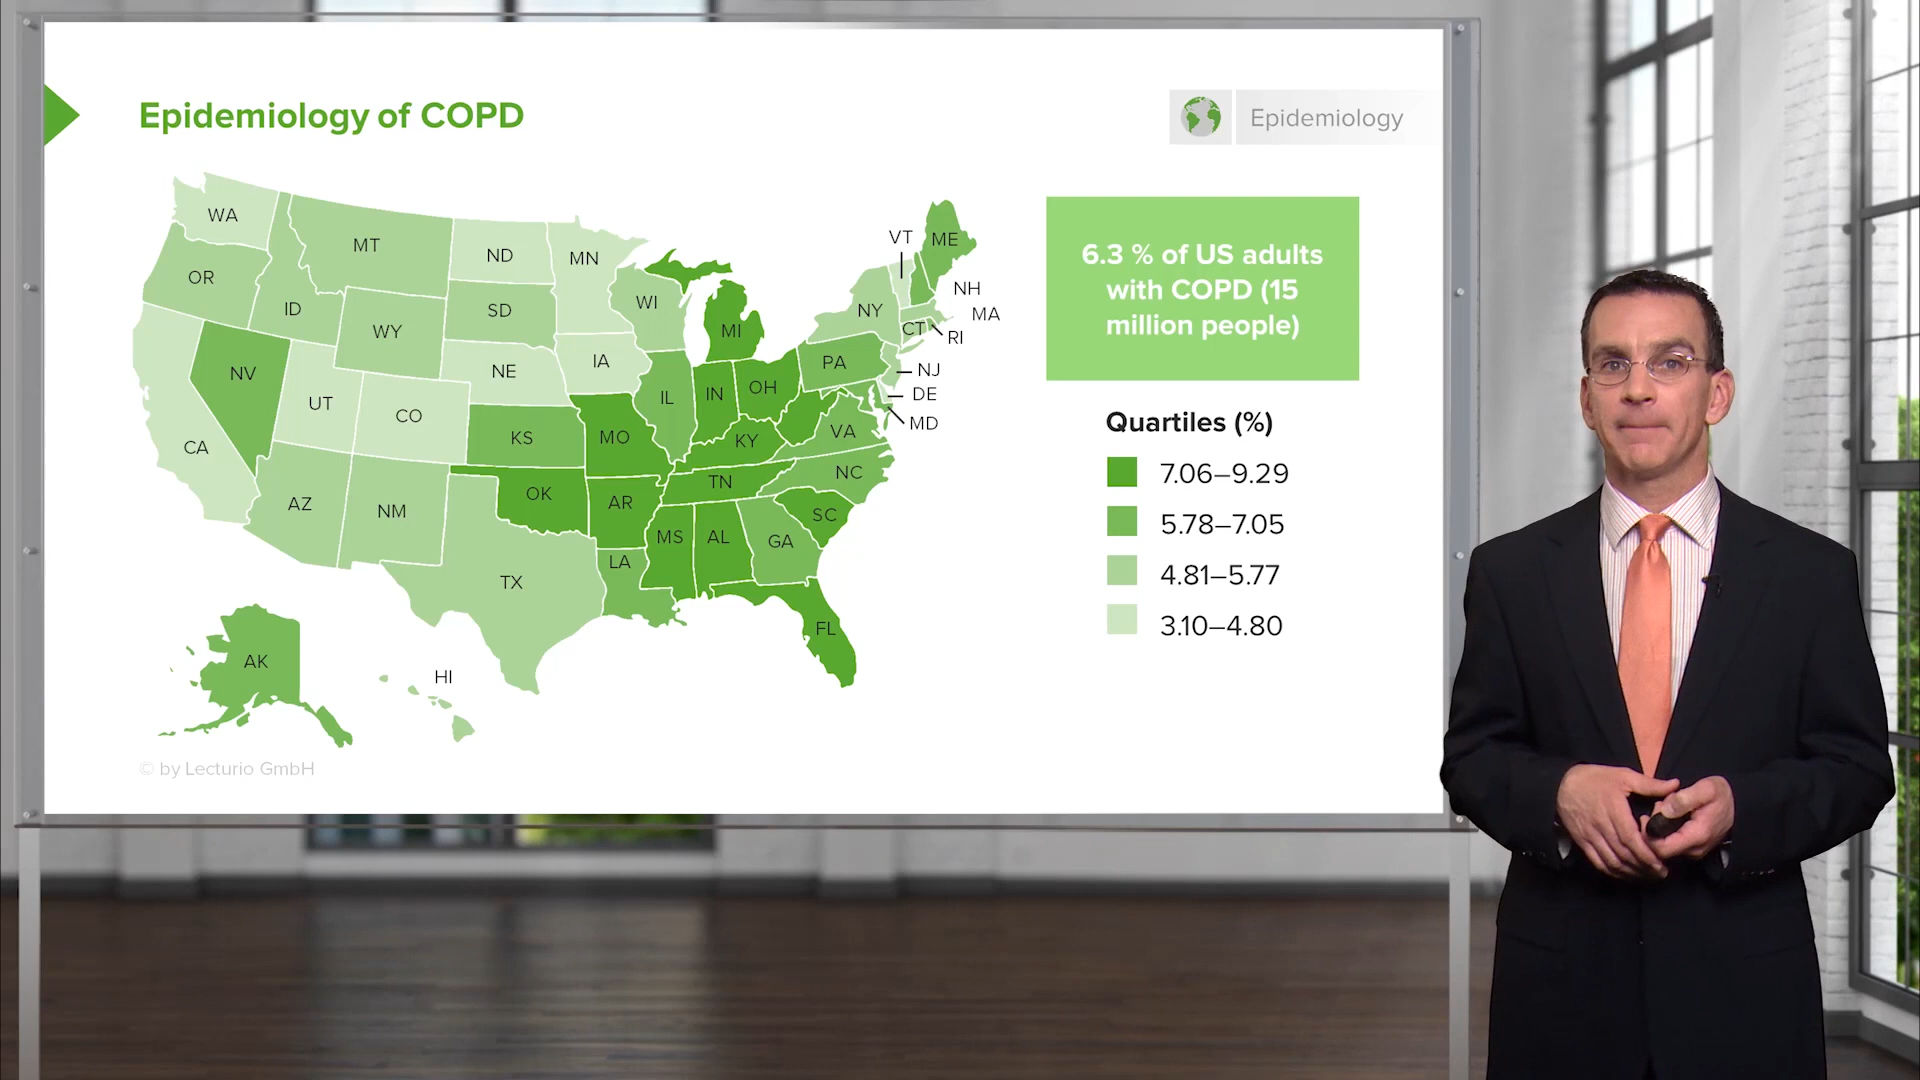 Epidemiology of COPD
Epidemiology
WA
MT
ND
MN
VT
ME
OR
ID
SD
WI
NY
NH
MA
WY
MI
CT
RI
NV
NE
IA
PA
NJ
UT
CO
IL
IN
OH
DE
CA
KS
MO
KY
VA
MD
AZ
NM
OK
AR
TN
NC
TX
LA
MS
AL
GA
SC
FL
AK
HI
6.3 % of US adults
with COPD (15
million people)
Quartiles (%)
7.06–9.29
5.78–7.05
4.81–5.77
3.10–4.80
© by Lecturio GmbH